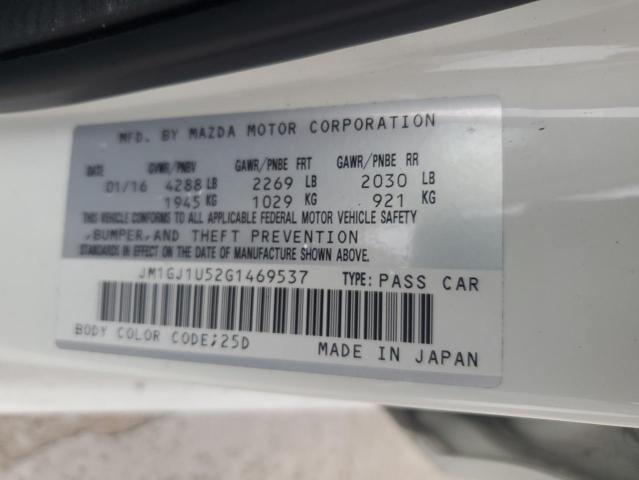 MFD. BY MAZDA MOTOR CORPORATION
DATE GVWR/PNBV GAWR/PNBE FRT GAWR/PNBE RR
01/16 4288 LB 2269 LB 2030 LB
1945 KG 1029 KG 921 KG
THIS VEHICLE CONFORMS TO ALL APPLICABLE FEDERAL MOTOR VEHICLE SAFETY
,BUMPER,AND THEFT PREVENTION
STANDARDS IN EFFECT ON THE DATE OF MANUFACTURE SHOWN ABOVE.
JM1GJ1U52G1469537 TYPE: PASS CAR
BODY COLOR CODE;25D MADE IN JAPAN